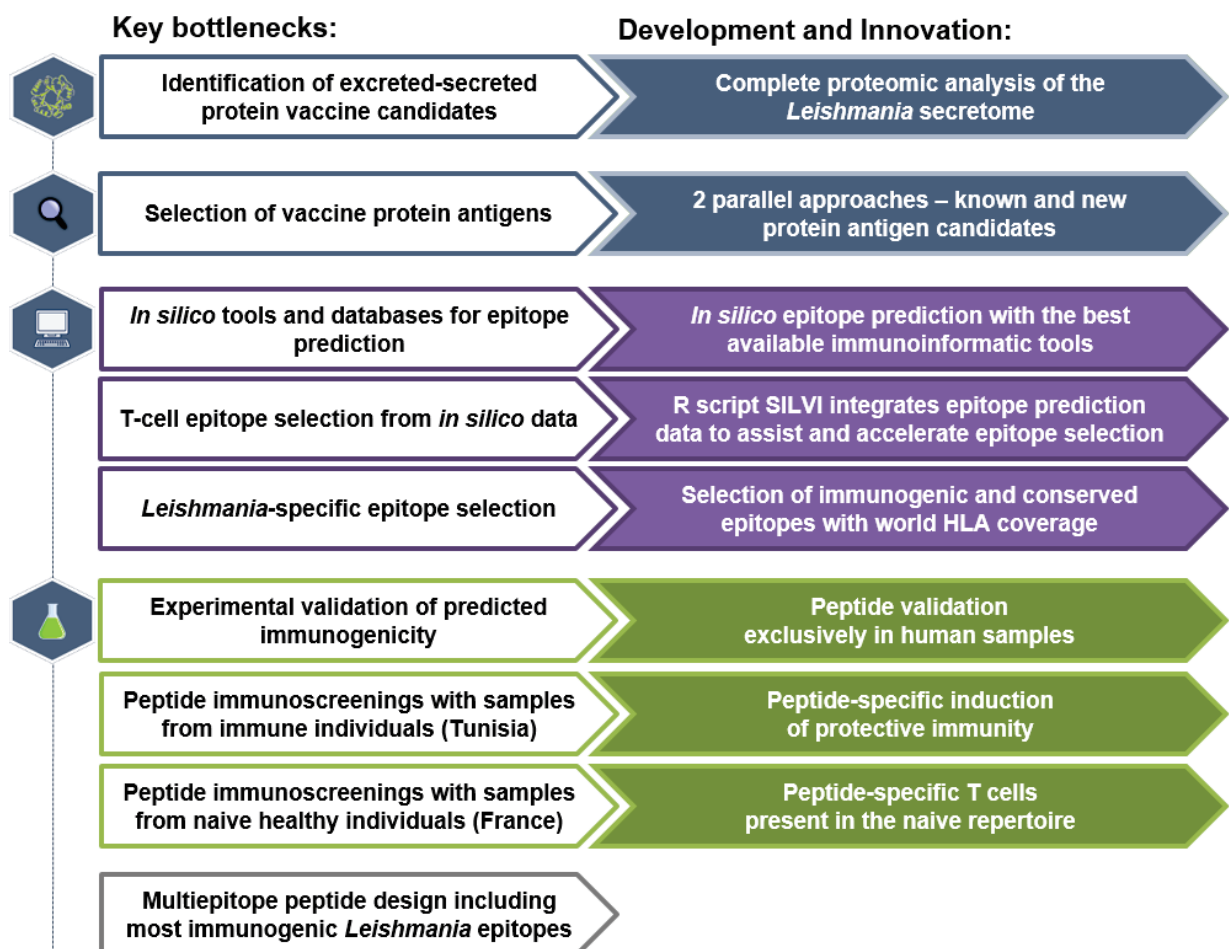 Key bottlenecks:
Development and Innovation:
Identification of excreted-secreted
protein vaccine candidates
Complete proteomic analysis of the
Leishmania secretome
Selection of vaccine protein antigens
2 parallel approaches – known and new
protein antigen candidates
In silico tools and databases for epitope
prediction
In silico epitope prediction with the best
available immunoinformatic tools
T-cell epitope selection from in silico data
R script SILVI integrates epitope prediction
data to assist and accelerate epitope selection
Leishmania-specific epitope selection
Selection of immunogenic and conserved
epitopes with world HLA coverage
Experimental validation of predicted
immunogenicity
Peptide validation
exclusively in human samples
Peptide immunoscreenings with samples
from immune individuals (Tunisia)
Peptide-specific induction
of protective immunity
Peptide immunoscreenings with samples
from naive healthy individuals (France)
Peptide-specific T cells
present in the naive repertoire
Multiepitope peptide design including
most immunogenic Leishmania epitopes